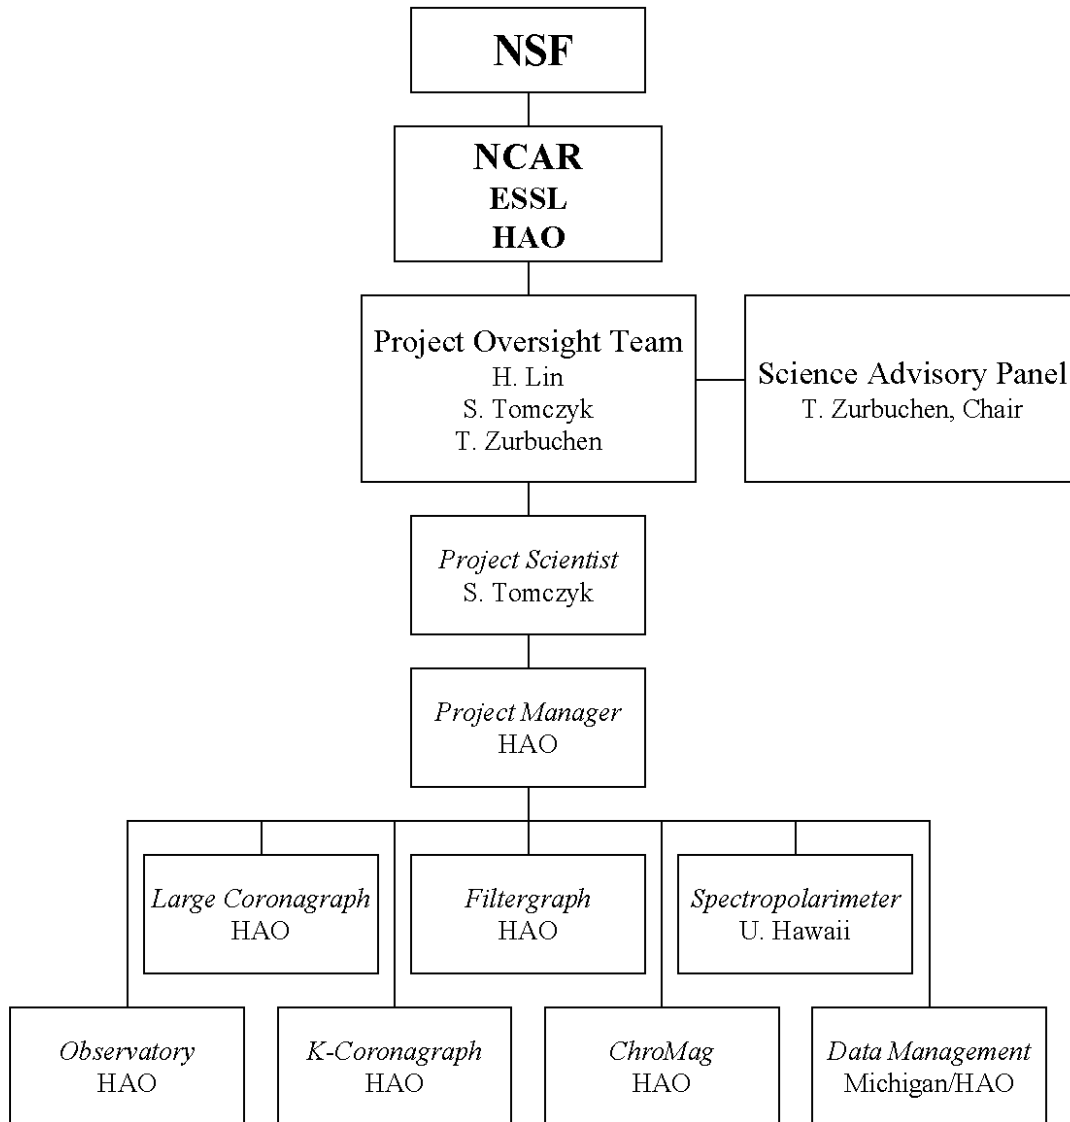 NSF
NCAR
ESSL
HAO
Project Oversight Team
H. Lin
S. Tomczyk
T. Zurbuchen
Science Advisory Panel
T. Zurbuchen, Chair
Project Scientist
S. Tomczyk
Project Manager
HAO
Large Coronagraph
HAO
Filtergraph
HAO
Spectropolarimeter
U. Hawaii
Observatory
HAO
K-Coronagraph
HAO
ChroMag
HAO
Data Management
Michigan/HAO